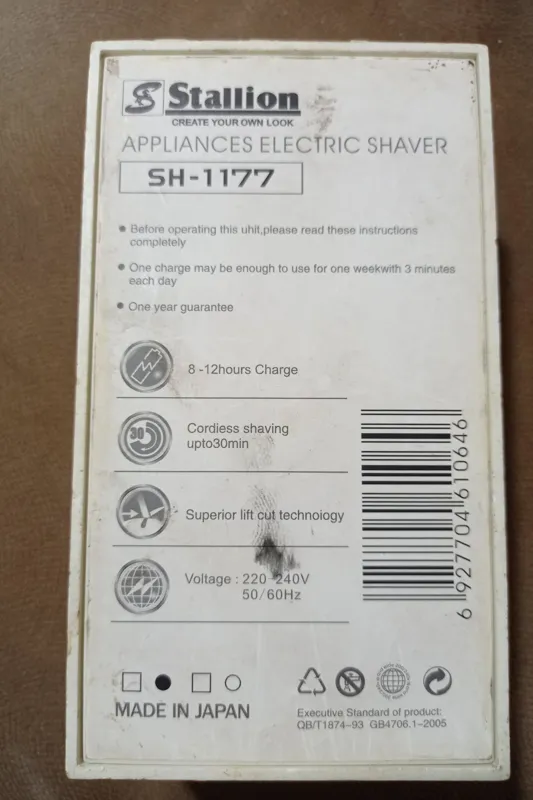 Stallion
CREATE YOUR OWN LOOK
APPLIANCES ELECTRIC SHAVER
SH-1177
Before operating this uhit,please read these instructions
completely
One charge may be enough to use for one weekwith 3 minutes
each day
One year guarantee
8 -12hours Charge
30
Cordless shaving
upto30min
Superior lift cut technoiogy
Voltage : 220-240V
50/60Hz
6 927704 610646
MADE IN JAPAN
Executive Standard of product:
QB/T1874-93 GB4706.1-2005